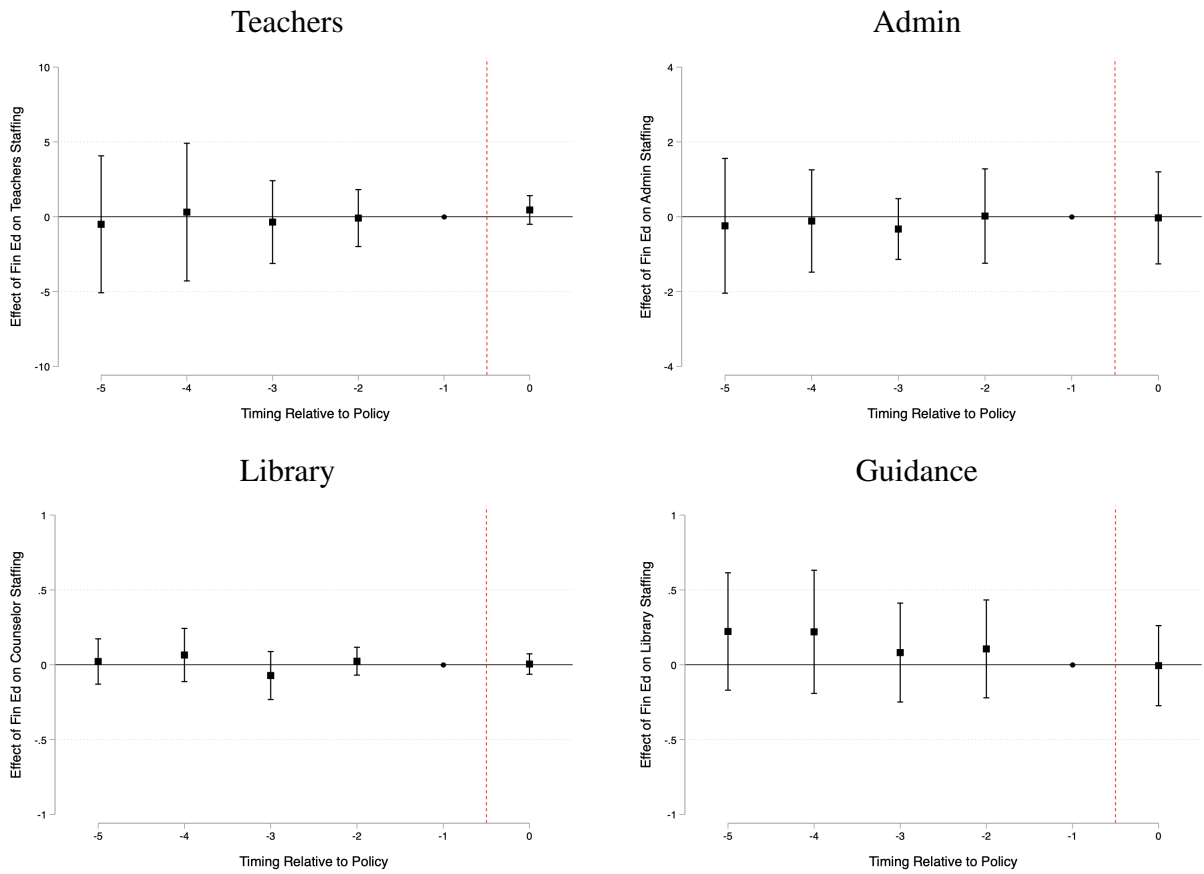 Teachers
Effect of Fin Ed on Teachers Staffing
10
5
0
-5
-10
-5 -4 -3 -2 -1 0
Timing Relative to Policy
Admin
Effect of Fin Ed on Admin Staffing
4
2
0
-2
-4
-5 -4 -3 -2 -1 0
Timing Relative to Policy
Library
Effect of Fin Ed on Counselor Staffing
1
.5
0
-.5
-1
-5 -4 -3 -2 -1 0
Timing Relative to Policy
Guidance
Effect of Fin Ed on Library Staffing
1
.5
0
-.5
-1
-5 -4 -3 -2 -1 0
Timing Relative to Policy